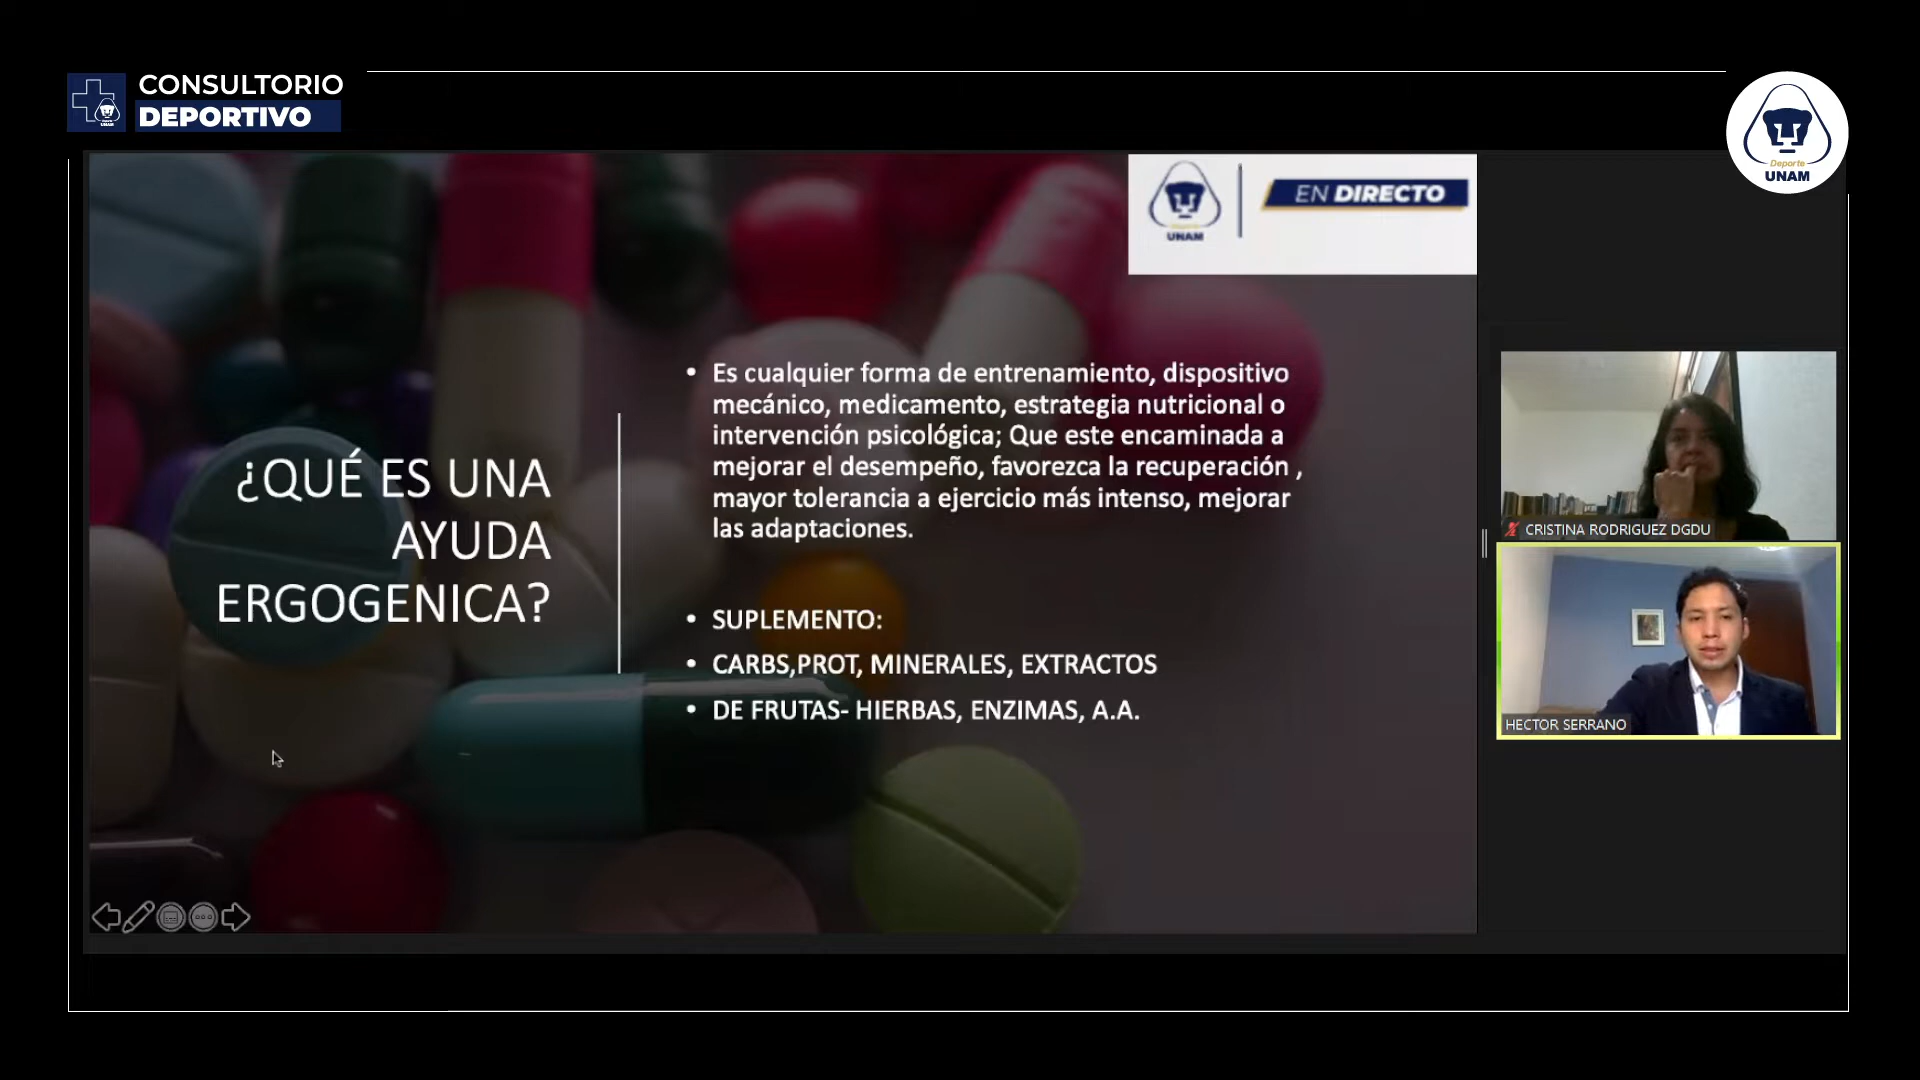 CONSULTORIO
DEPORTIVO
Deporte
UNAM
UNAM
EN DIRECTO
¿QUÉ ES UNA
AYUDA
ERGOGENICA?
• Es cualquier forma de entrenamiento, dispositivo
mecánico, medicamento, estrategia nutricional o
intervención psicológica; Que este encaminada a
mejorar el desempeño, favorezca la recuperación ,
mayor tolerancia a ejercicio más intenso, mejorar
las adaptaciones.
• SUPLEMENTO:
• CARBS,PROT, MINERALES, EXTRACTOS
• DE FRUTAS- HIERBAS, ENZIMAS, A.A.
CRISTINA RODRIGUEZ DGDU
HECTOR SERRANO